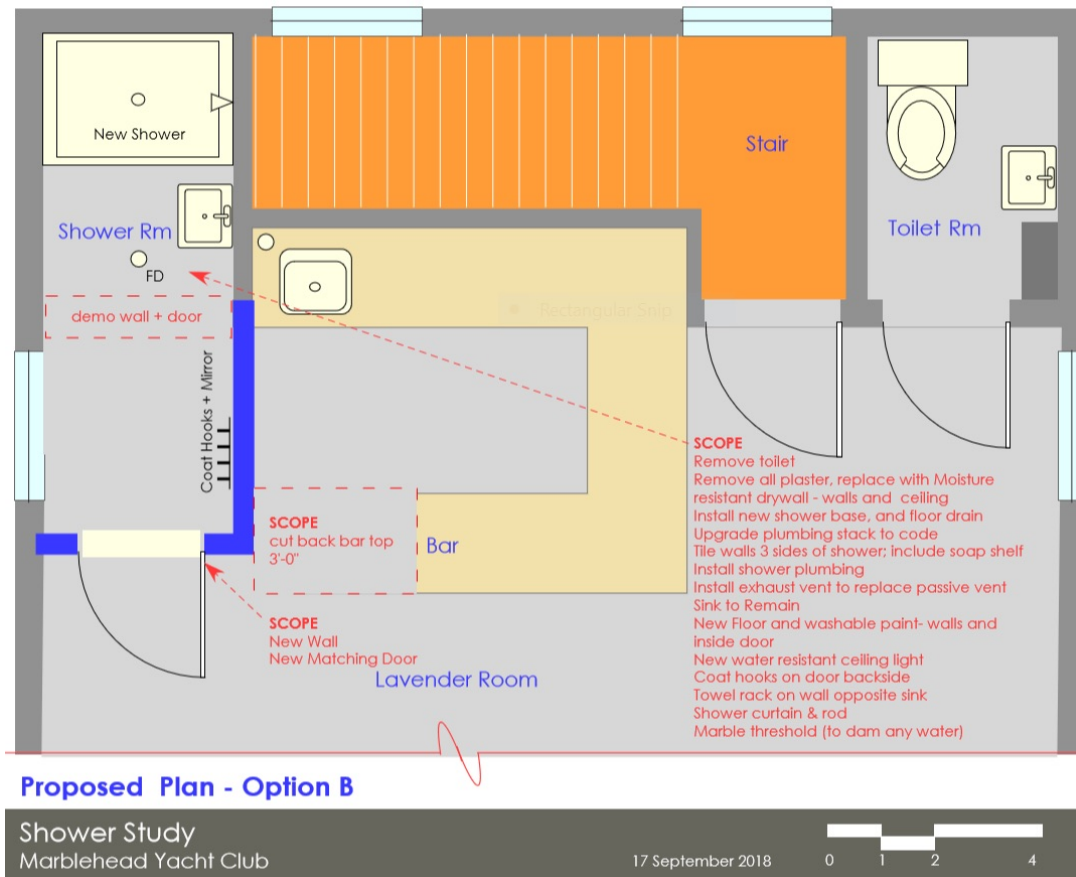 New Shower
Stair
Shower Rm
Toilet Rm
FD
Rectangular Snip
demo wall + door
Coat Hooks + Mirror
SCOPE
cut back bar top
3'-0"
Bar
SCOPE
Remove toilet
Remove all plaster, replace with Moisture
resistant drywall - walls and ceiling
Install new shower base, and floor drain
Upgrade plumbing stack to code
Tile walls 3 sides of shower; include soap shelf
Install shower plumbing
Install exhaust vent to replace passive vent
Sink to Remain
New Floor and washable paint- walls and
inside door
New water resistant ceiling light
Coat hooks on door backside
Towel rack on wall opposite sink
Shower curtain & rod
Marble threshold (to dam any water)
SCOPE
New Wall
New Matching Door
Lavender Room
Proposed Plan - Option B
Shower Study
Marblehead Yacht Club
17 September 2018
0 1 2 4